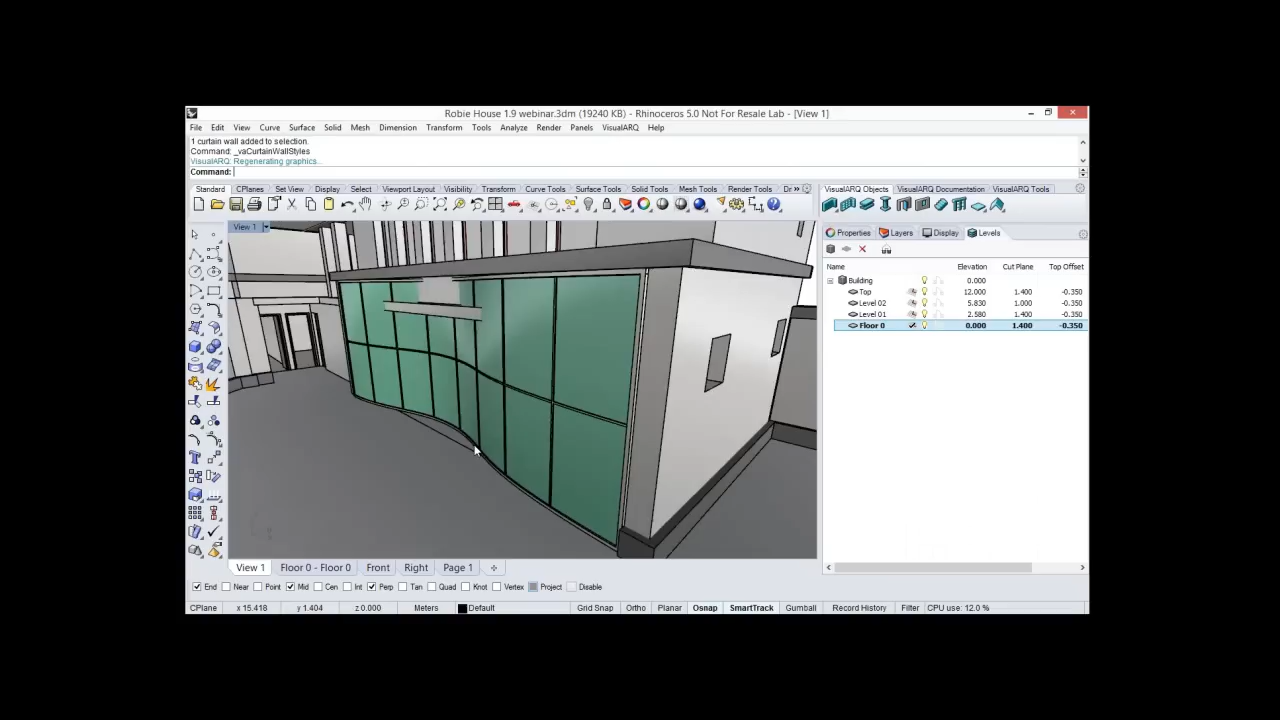 Robie House 1.9 webinar.3dm (19240 KB) - Rhinoceros 5.0 Not For Resale Lab - [View 1]
File Edit View Curve Surface Solid Mesh Dimension Transform Tools Analyze Render Panels VisualARQ Help
1 curtain wall added to selection.
Command: _vaCurtainWallStyles
VisualARQ: Regenerating graphics...
Command:
Standard CPlanes Set View Display Select Viewport Layout Visibility Transform Curve Tools Surface Tools Solid Tools Mesh Tools Render Tools Dr »
VisualARQ Objects VisualARQ Documentation VisualARQ Tools
View 1
Properties Layers Display Levels
Name Elevation Cut Plane Top Offset
Building 0.000
Top 12.000 1.400 -0.350
Level 02 5.830 1.000 -0.350
Level 01 2.580 1.400 -0.350
Floor 0 0.000 1.400 -0.350
View 1 Floor 0 - Floor 0 Front Right Page 1
End Near Point Mid Cen Int Perp Tan Quad Knot Vertex Project Disable
CPlane x 15.418 y 1.404 z 0.000 Meters Default Grid Snap Ortho Planar Osnap SmartTrack Gumball Record History Filter CPU use: 12.0 %